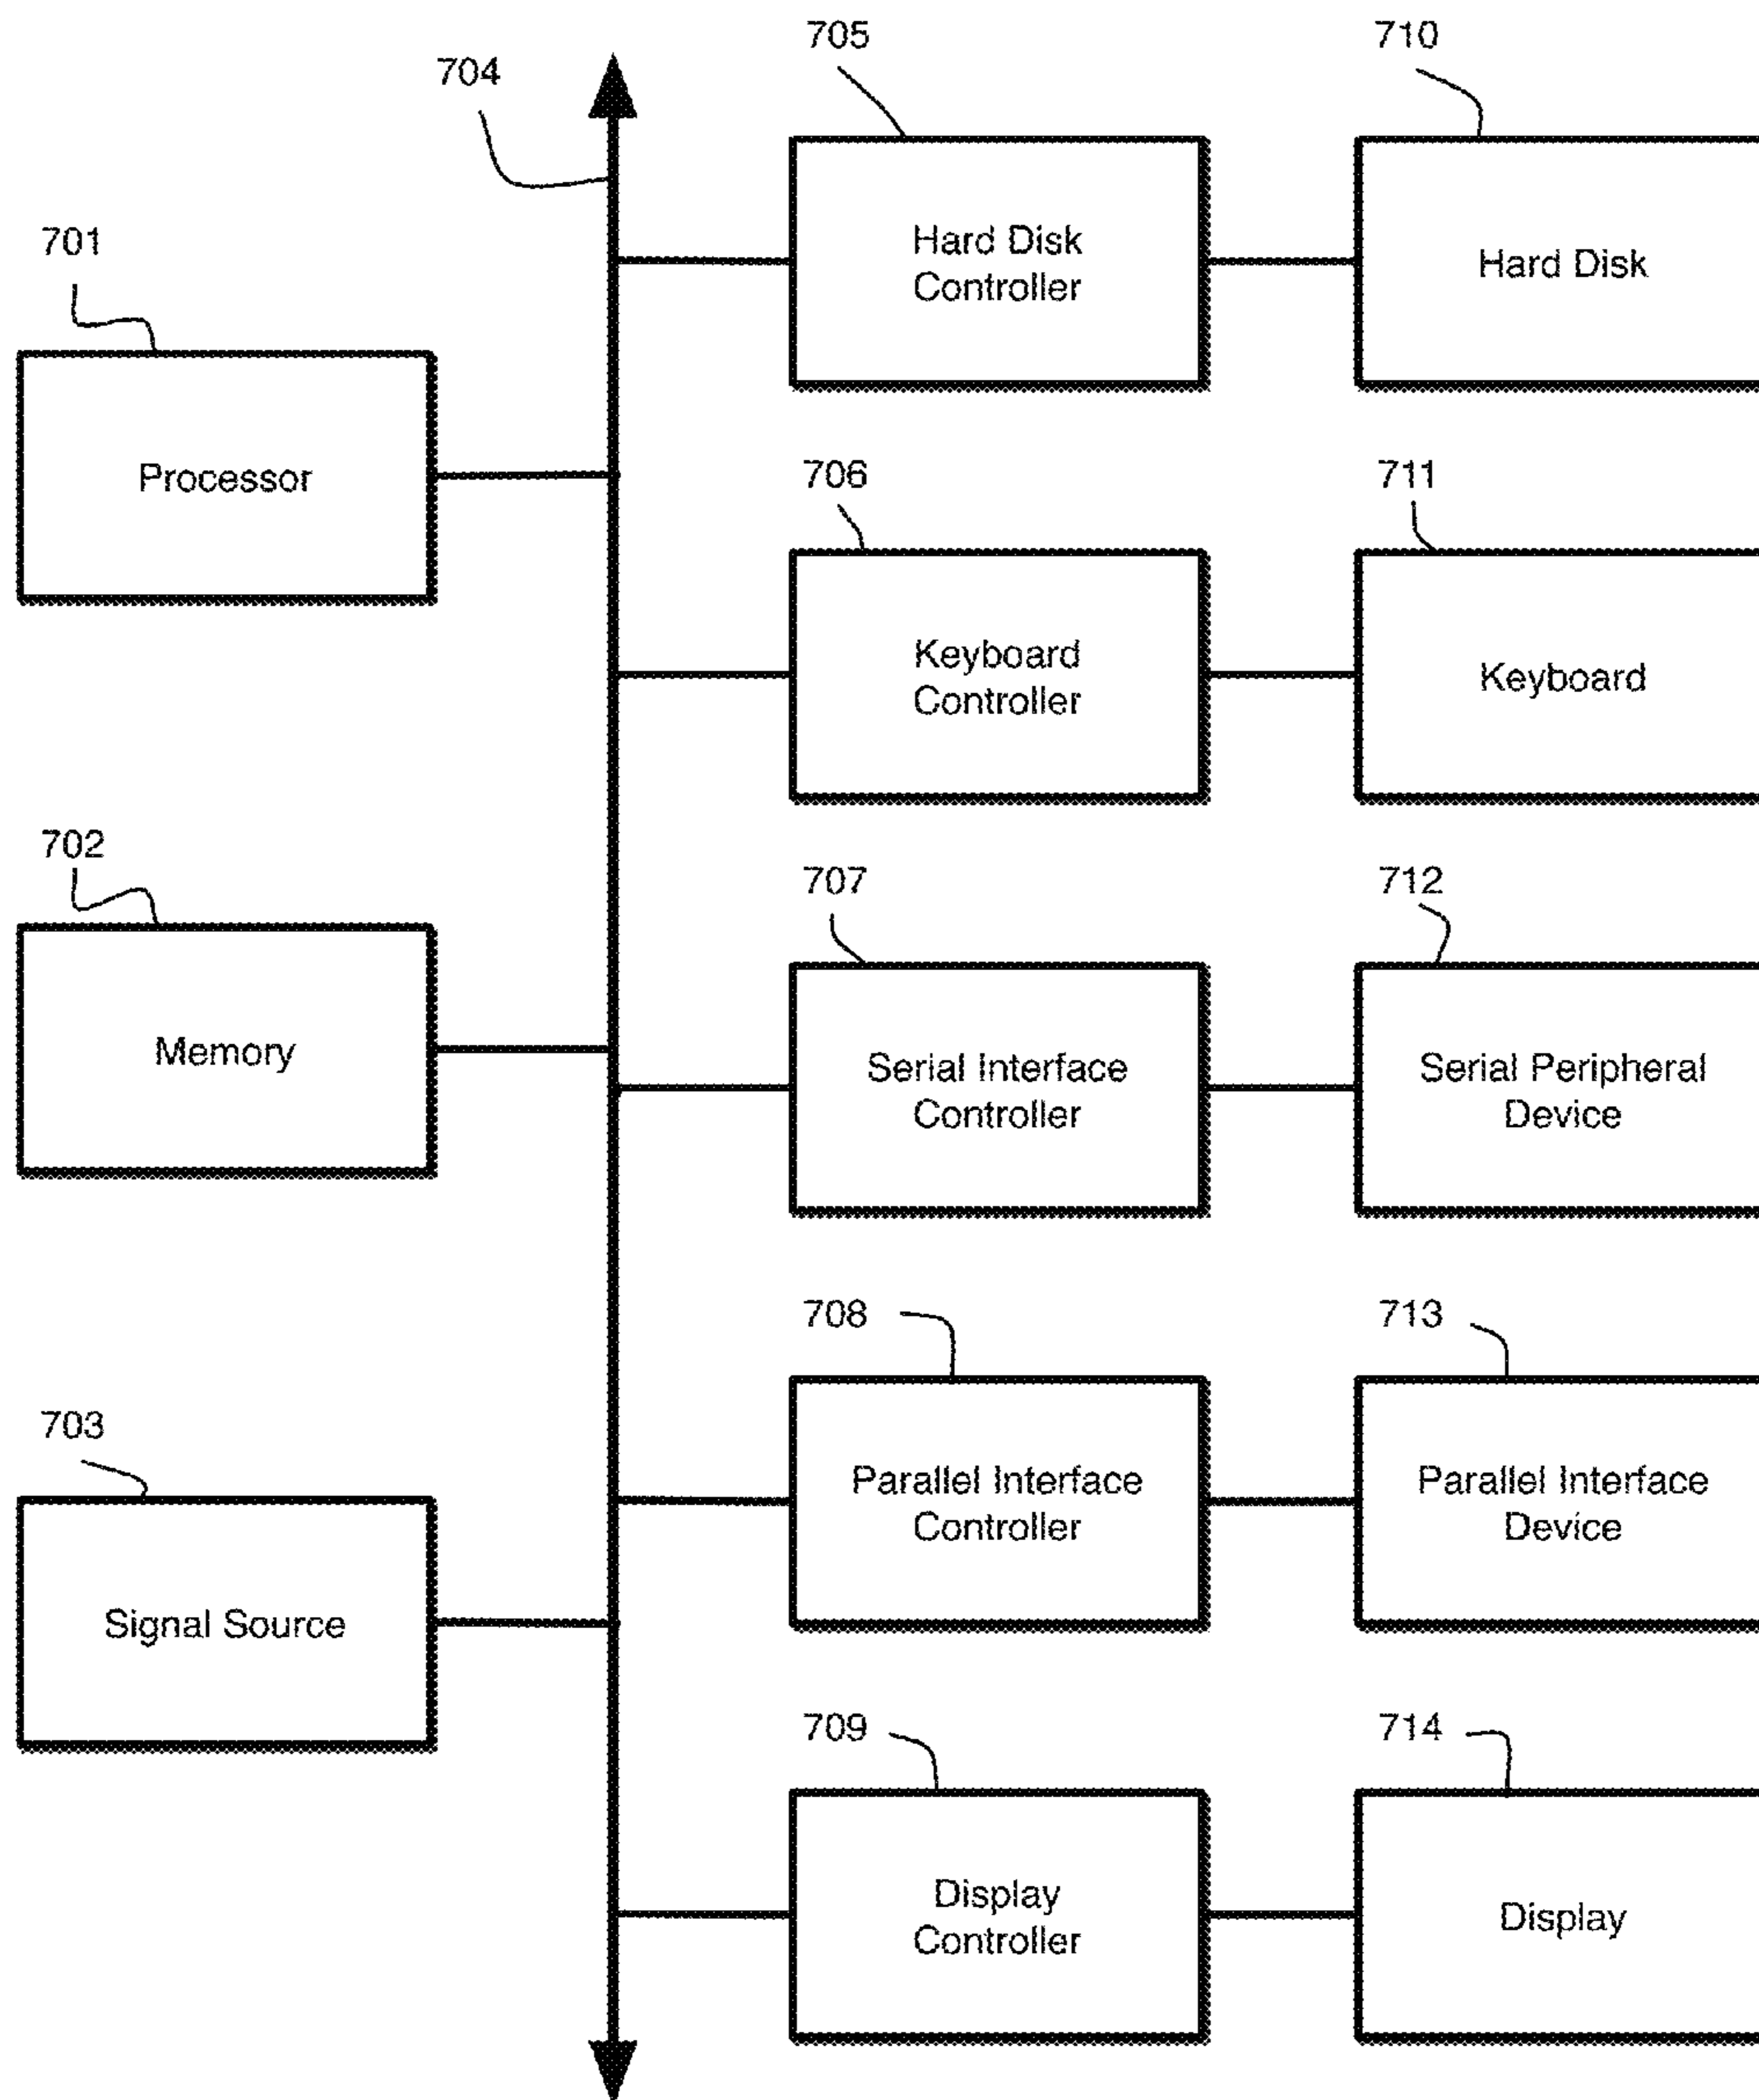 704
705
710
701
Hard Disk
Controller
Hard Disk
Processor
706
711
Keyboard
Controller
Keyboard
702
707
712
Memory
Serial Interface
Controller
Serial Peripheral
Device
703
708
713
Signal Source
Parallel Interface
Controller
Parallel Interface
Device
709
714
Display
Controller
Display